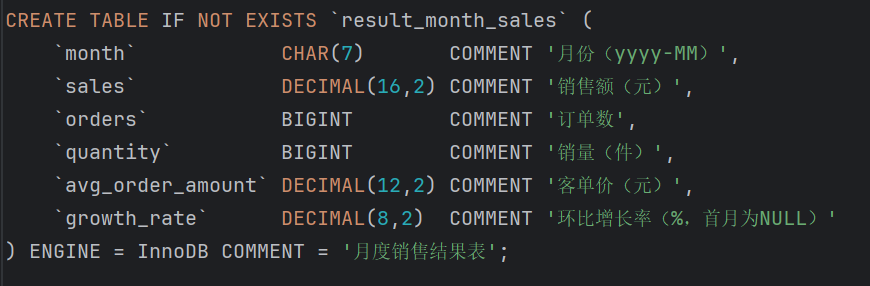 CREATE TABLE IF NOT EXISTS `result_month_sales` (
    `month`            CHAR(7)       COMMENT '月份（yyyy-MM）',
    `sales`            DECIMAL(16,2) COMMENT '销售额（元）',
    `orders`           BIGINT        COMMENT '订单数',
    `quantity`         BIGINT        COMMENT '销量（件）',
    `avg_order_amount` DECIMAL(12,2) COMMENT '客单价（元）',
    `growth_rate`      DECIMAL(8,2)  COMMENT '环比增长率（%，首月为NULL）'
) ENGINE = InnoDB COMMENT = '月度销售结果表';